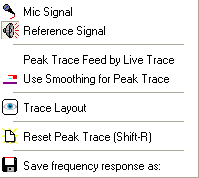 Mic Signal
Reference Signal
Peak Trace Feed by Live Trace
Use Smoothing for Peak Trace
Trace Layout
Reset Peak Trace (Shift-R)
Save frequency response as: